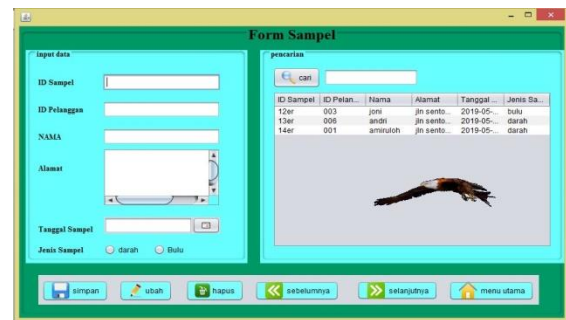 Form Sampel
input data
ID Sampel
ID Pelanggan
NAMA
Alamat
Tanggal Sampel
Jenis Sampel darah Bulu
pencarian
cari
ID Sampel ID Pelan... Nama Alamat Tanggal ... Jenis Sa...
12er 003 joni jln sento... 2019-05-... bulu
13er 006 andri jln sento... 2019-05-... darah
14er 001 amiruloh jln sento... 2019-05-... darah
simpan ubah hapus sebelumnya selanjutnya menu utama